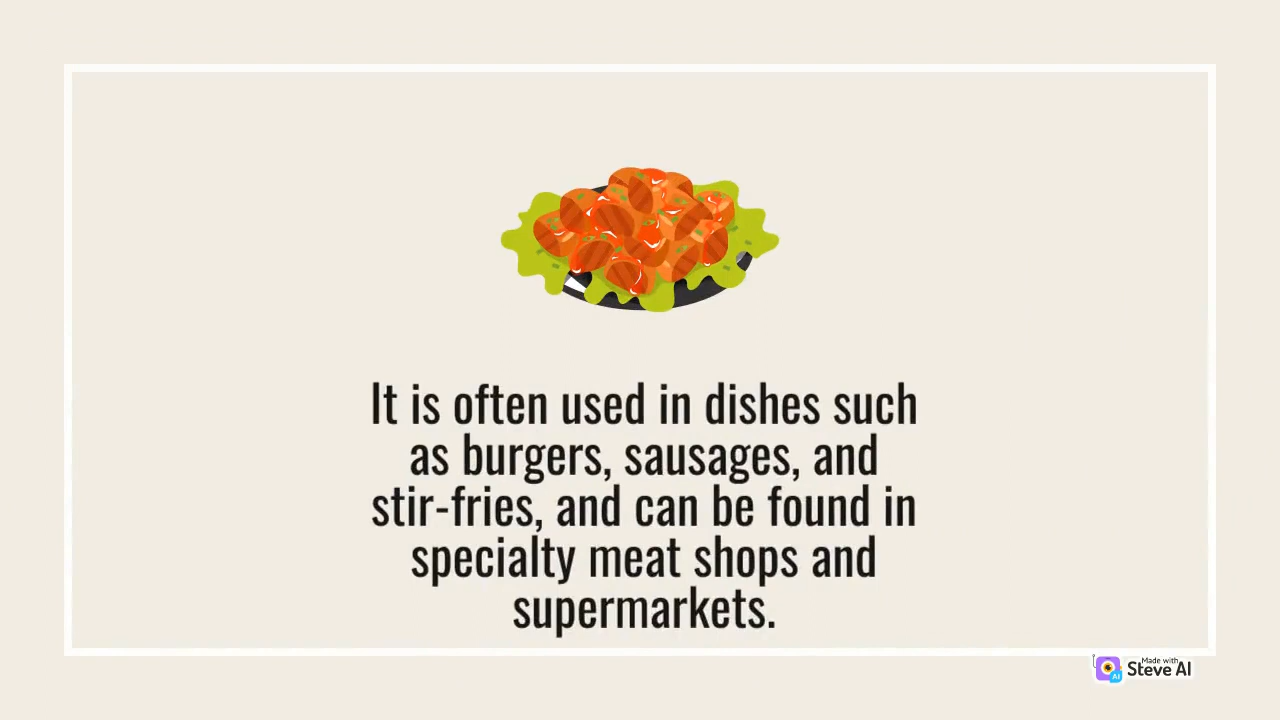 It is often used in dishes such
as burgers, sausages, and
stir-fries, and can be found in
specialty meat shops and
supermarkets.
Made with
Steve AI
AI